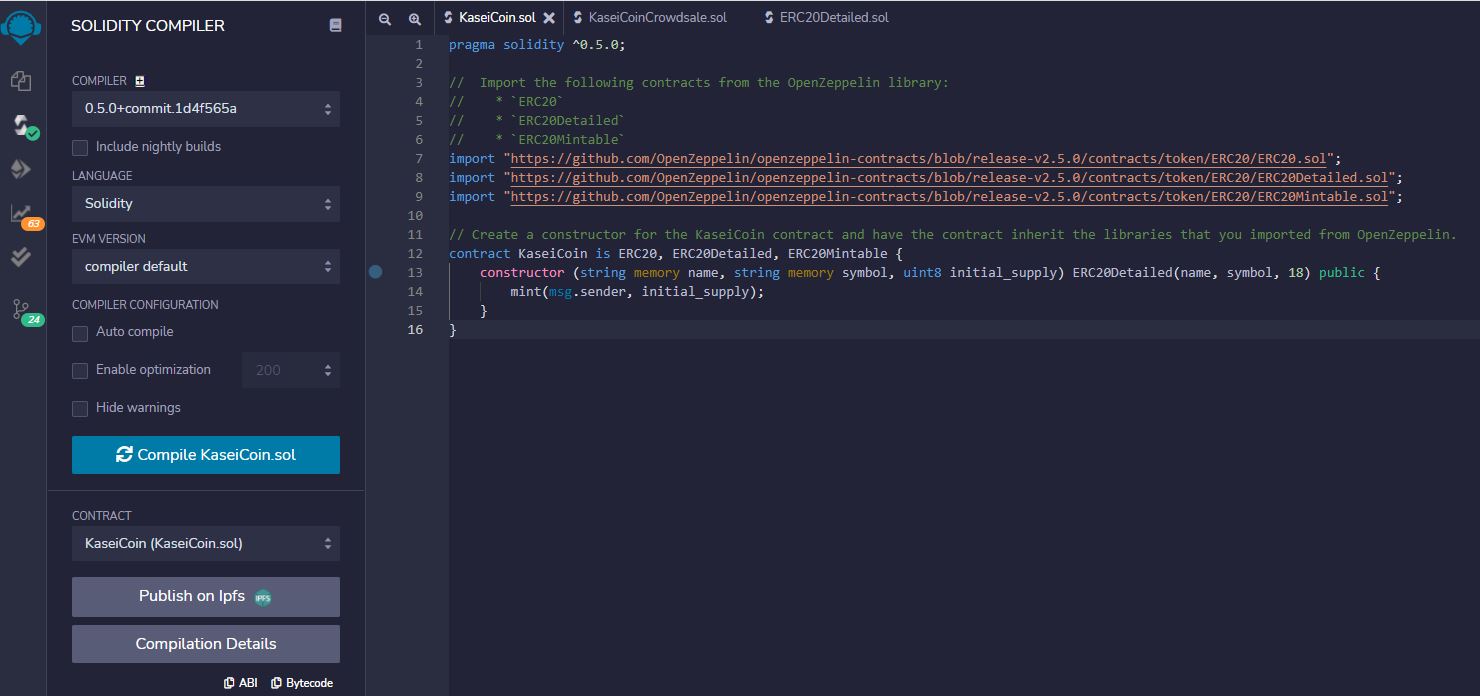 SOLIDITY COMPILER
COMPILER
0.5.0+commit.1d4f565a
Include nightly builds
LANGUAGE
Solidity
EVM VERSION
compiler default
COMPILER CONFIGURATION
Auto compile
Enable optimization 200
Hide warnings
Compile KaseiCoin.sol
CONTRACT
KaseiCoin (KaseiCoin.sol)
Publish on Ipfs IPFS
Compilation Details
ABI Bytecode
63
24
KaseiCoin.sol KaseiCoinCrowdsale.sol ERC20Detailed.sol
1 pragma solidity ^0.5.0;
2
3 //  Import the following contracts from the OpenZeppelin library:
4 //    * `ERC20`
5 //    * `ERC20Detailed`
6 //    * `ERC20Mintable`
7 import "https://github.com/OpenZeppelin/openzeppelin-contracts/blob/release-v2.5.0/contracts/token/ERC20/ERC20.sol";
8 import "https://github.com/OpenZeppelin/openzeppelin-contracts/blob/release-v2.5.0/contracts/token/ERC20/ERC20Detailed.sol";
9 import "https://github.com/OpenZeppelin/openzeppelin-contracts/blob/release-v2.5.0/contracts/token/ERC20/ERC20Mintable.sol";
10
11 // Create a constructor for the KaseiCoin contract and have the contract inherit the libraries that you imported from OpenZeppelin.
12 contract KaseiCoin is ERC20, ERC20Detailed, ERC20Mintable {
13     constructor (string memory name, string memory symbol, uint8 initial_supply) ERC20Detailed(name, symbol, 18) public {
14         mint(msg.sender, initial_supply);
15     }
16 }